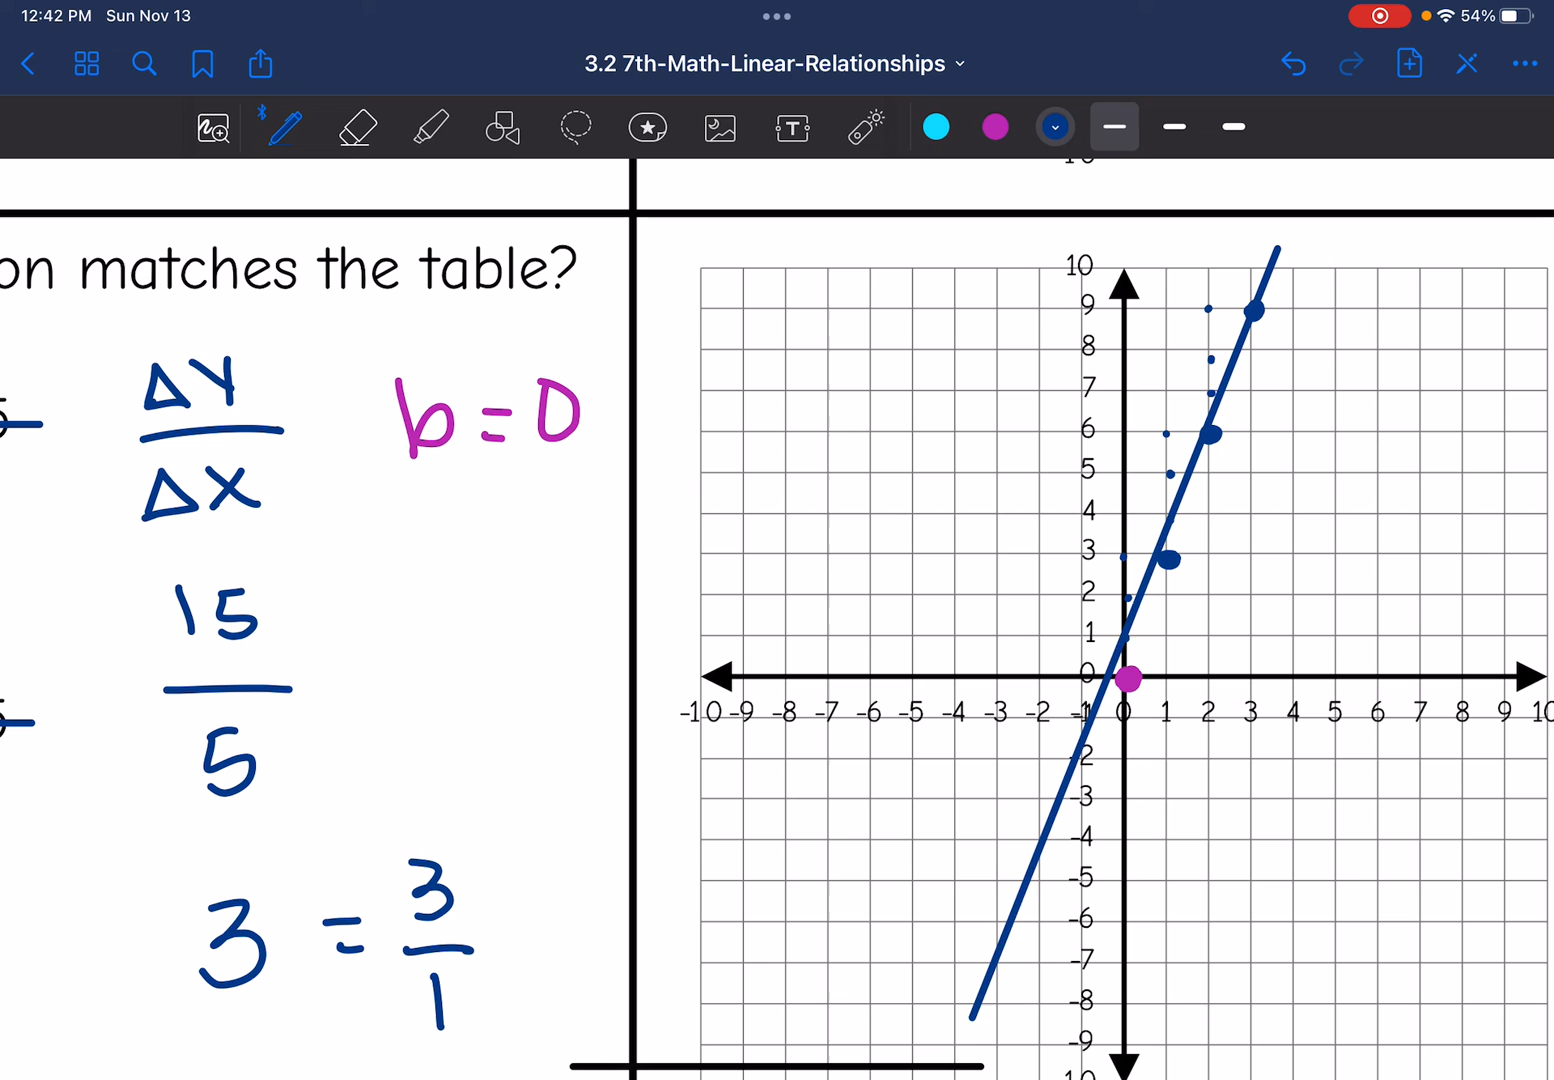 12:42 PM Sun Nov 13
54%
3.2 7th-Math-Linear-Relationships
T
on matches the table?
ΔY
ΔX
b = 0
15
5
3 = 3
1
10
9
8
7
6
5
4
3
2
1
0
-10 -9 -8 -7 -6 -5 -4 -3 -2 -1 0 1 2 3 4 5 6 7 8 9 10
-2
-3
-4
-5
-6
-7
-8
-9